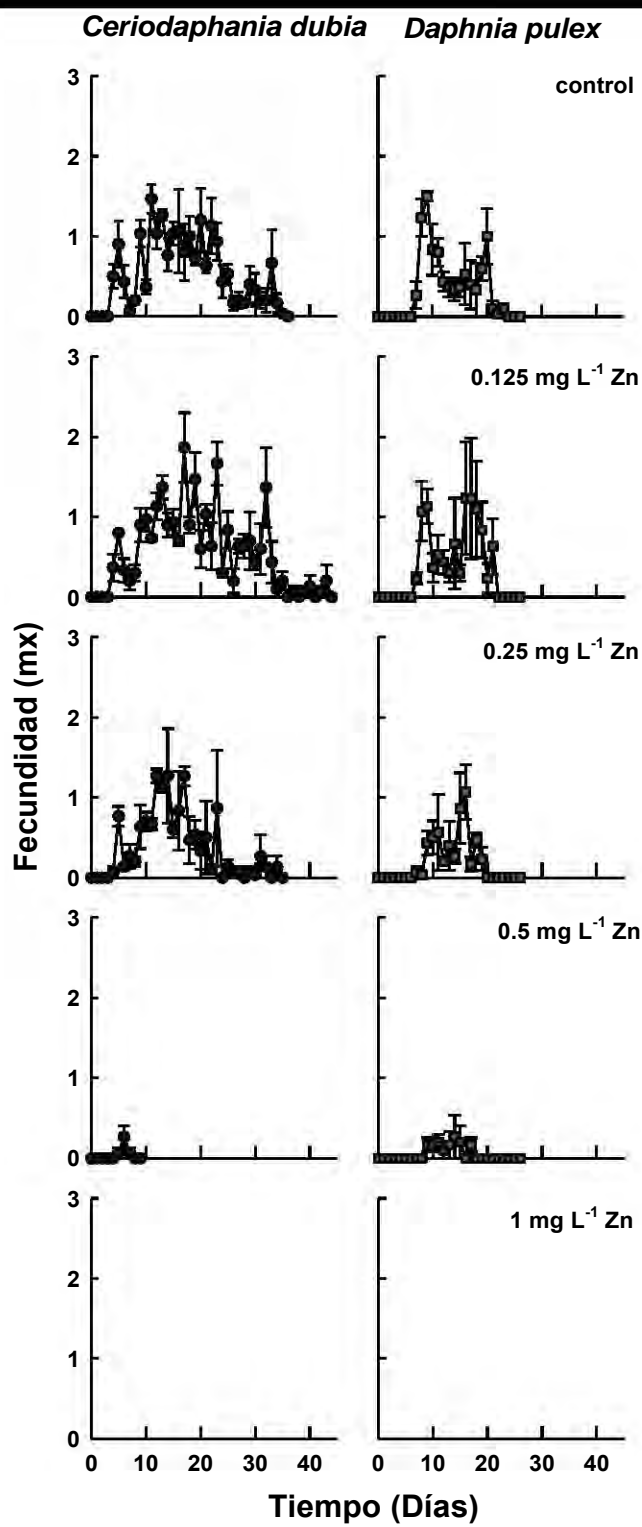 Ceriodaphania dubia Daphnia pulex
3 control
2
1
0
3 0.125 mg L-1 Zn
2
1
0
3 0.25 mg L-1 Zn
2
1
0
3 0.5 mg L-1 Zn
2
1
0
3 1 mg L-1 Zn
2
1
0
0 10 20 30 40 0 10 20 30 40
Fecundidad (mx)
Tiempo (Días)